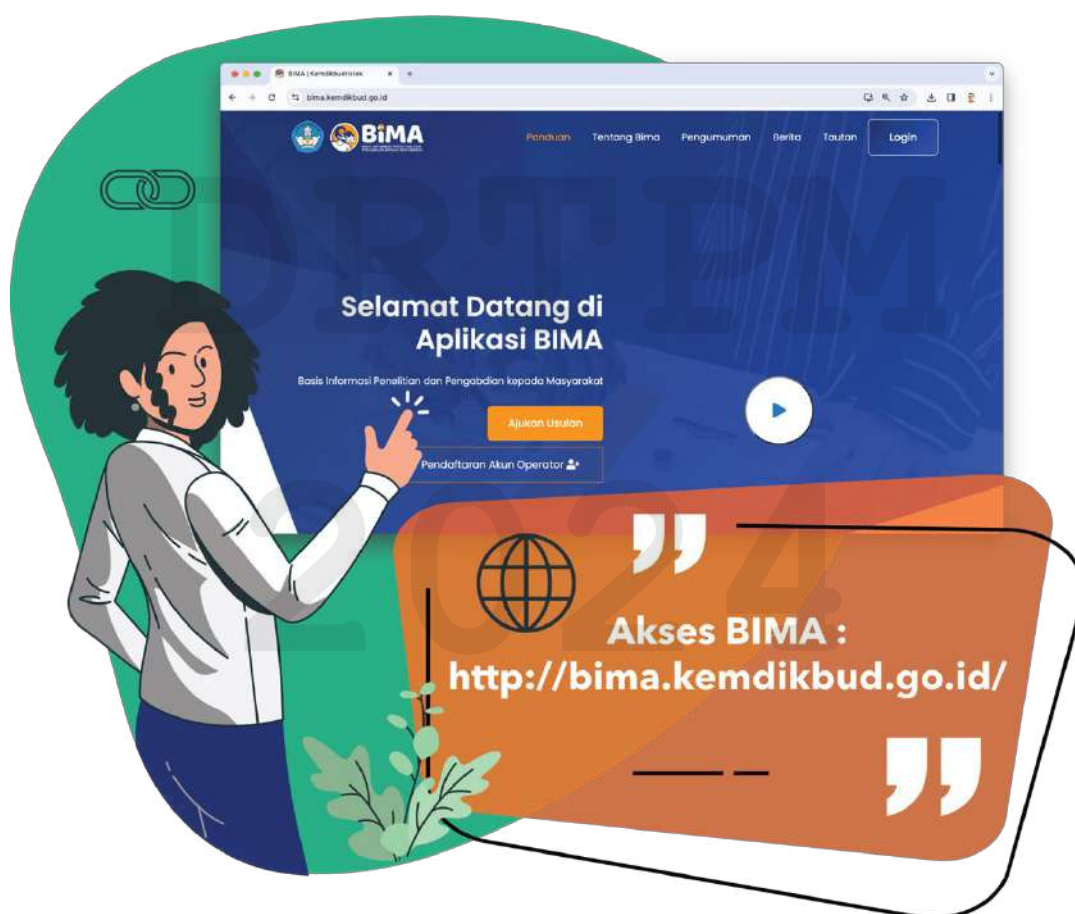 BIMA | Kemdikbudristek
bima.kemdikbud.go.id
BiMA
Panduan Tentang Bima Pengumuman Berita Tautan Login
DRTPM
Selamat Datang di
Aplikasi BIMA
Basis Informasi Penelitian dan Pengabdian kepada Masyarakat
Ajukan Usulan
Pendaftaran Akun Operator
2024
Akses BIMA :
http://bima.kemdikbud.go.id/